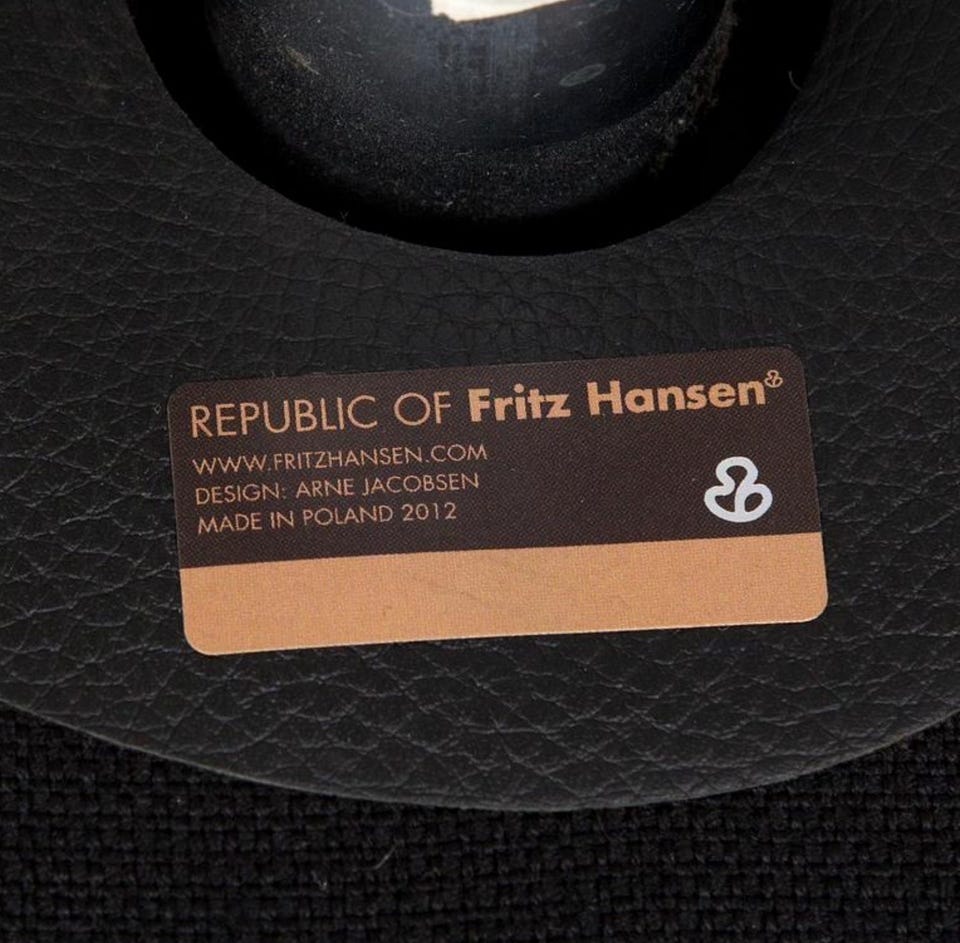 REPUBLIC OF Fritz Hansen
WWW.FRITZHANSEN.COM
DESIGN: ARNE JACOBSEN
MADE IN POLAND 2012